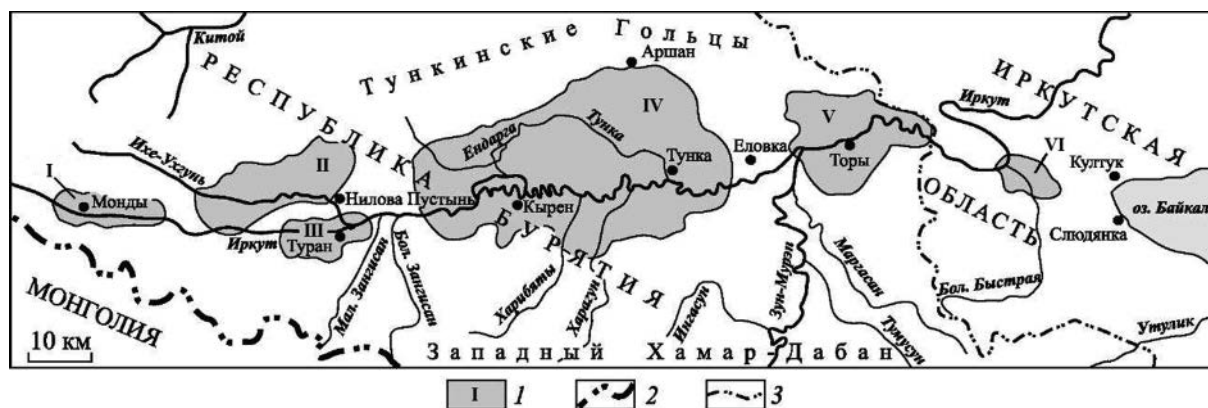 Китой
Тункинские Гольцы
Аршан
РЕСПУБЛИКА
ИРКУТСКАЯ
Иркут
IV
Тунка
V
Ихе-Ухгунь
II
Ендарга
Еловка
Торы
VI
Култук
I
Монды
Нилова Пустынь
Тунка
ОБЛАСТЬ
оз. Байкал
Кырен
Слюдянка
III
Иркут
Туран
БУРЯТИЯ
МОНГОЛИЯ
Мал. Зангисан
Бол. Зангисан
Харибяты
Харагун
Ингасун
Зун-Мурэн
Маргасан
Тумусун
Бол. Быстрая
Утулик
10 км
Западный Хамар-Дабан
I 1 2 3